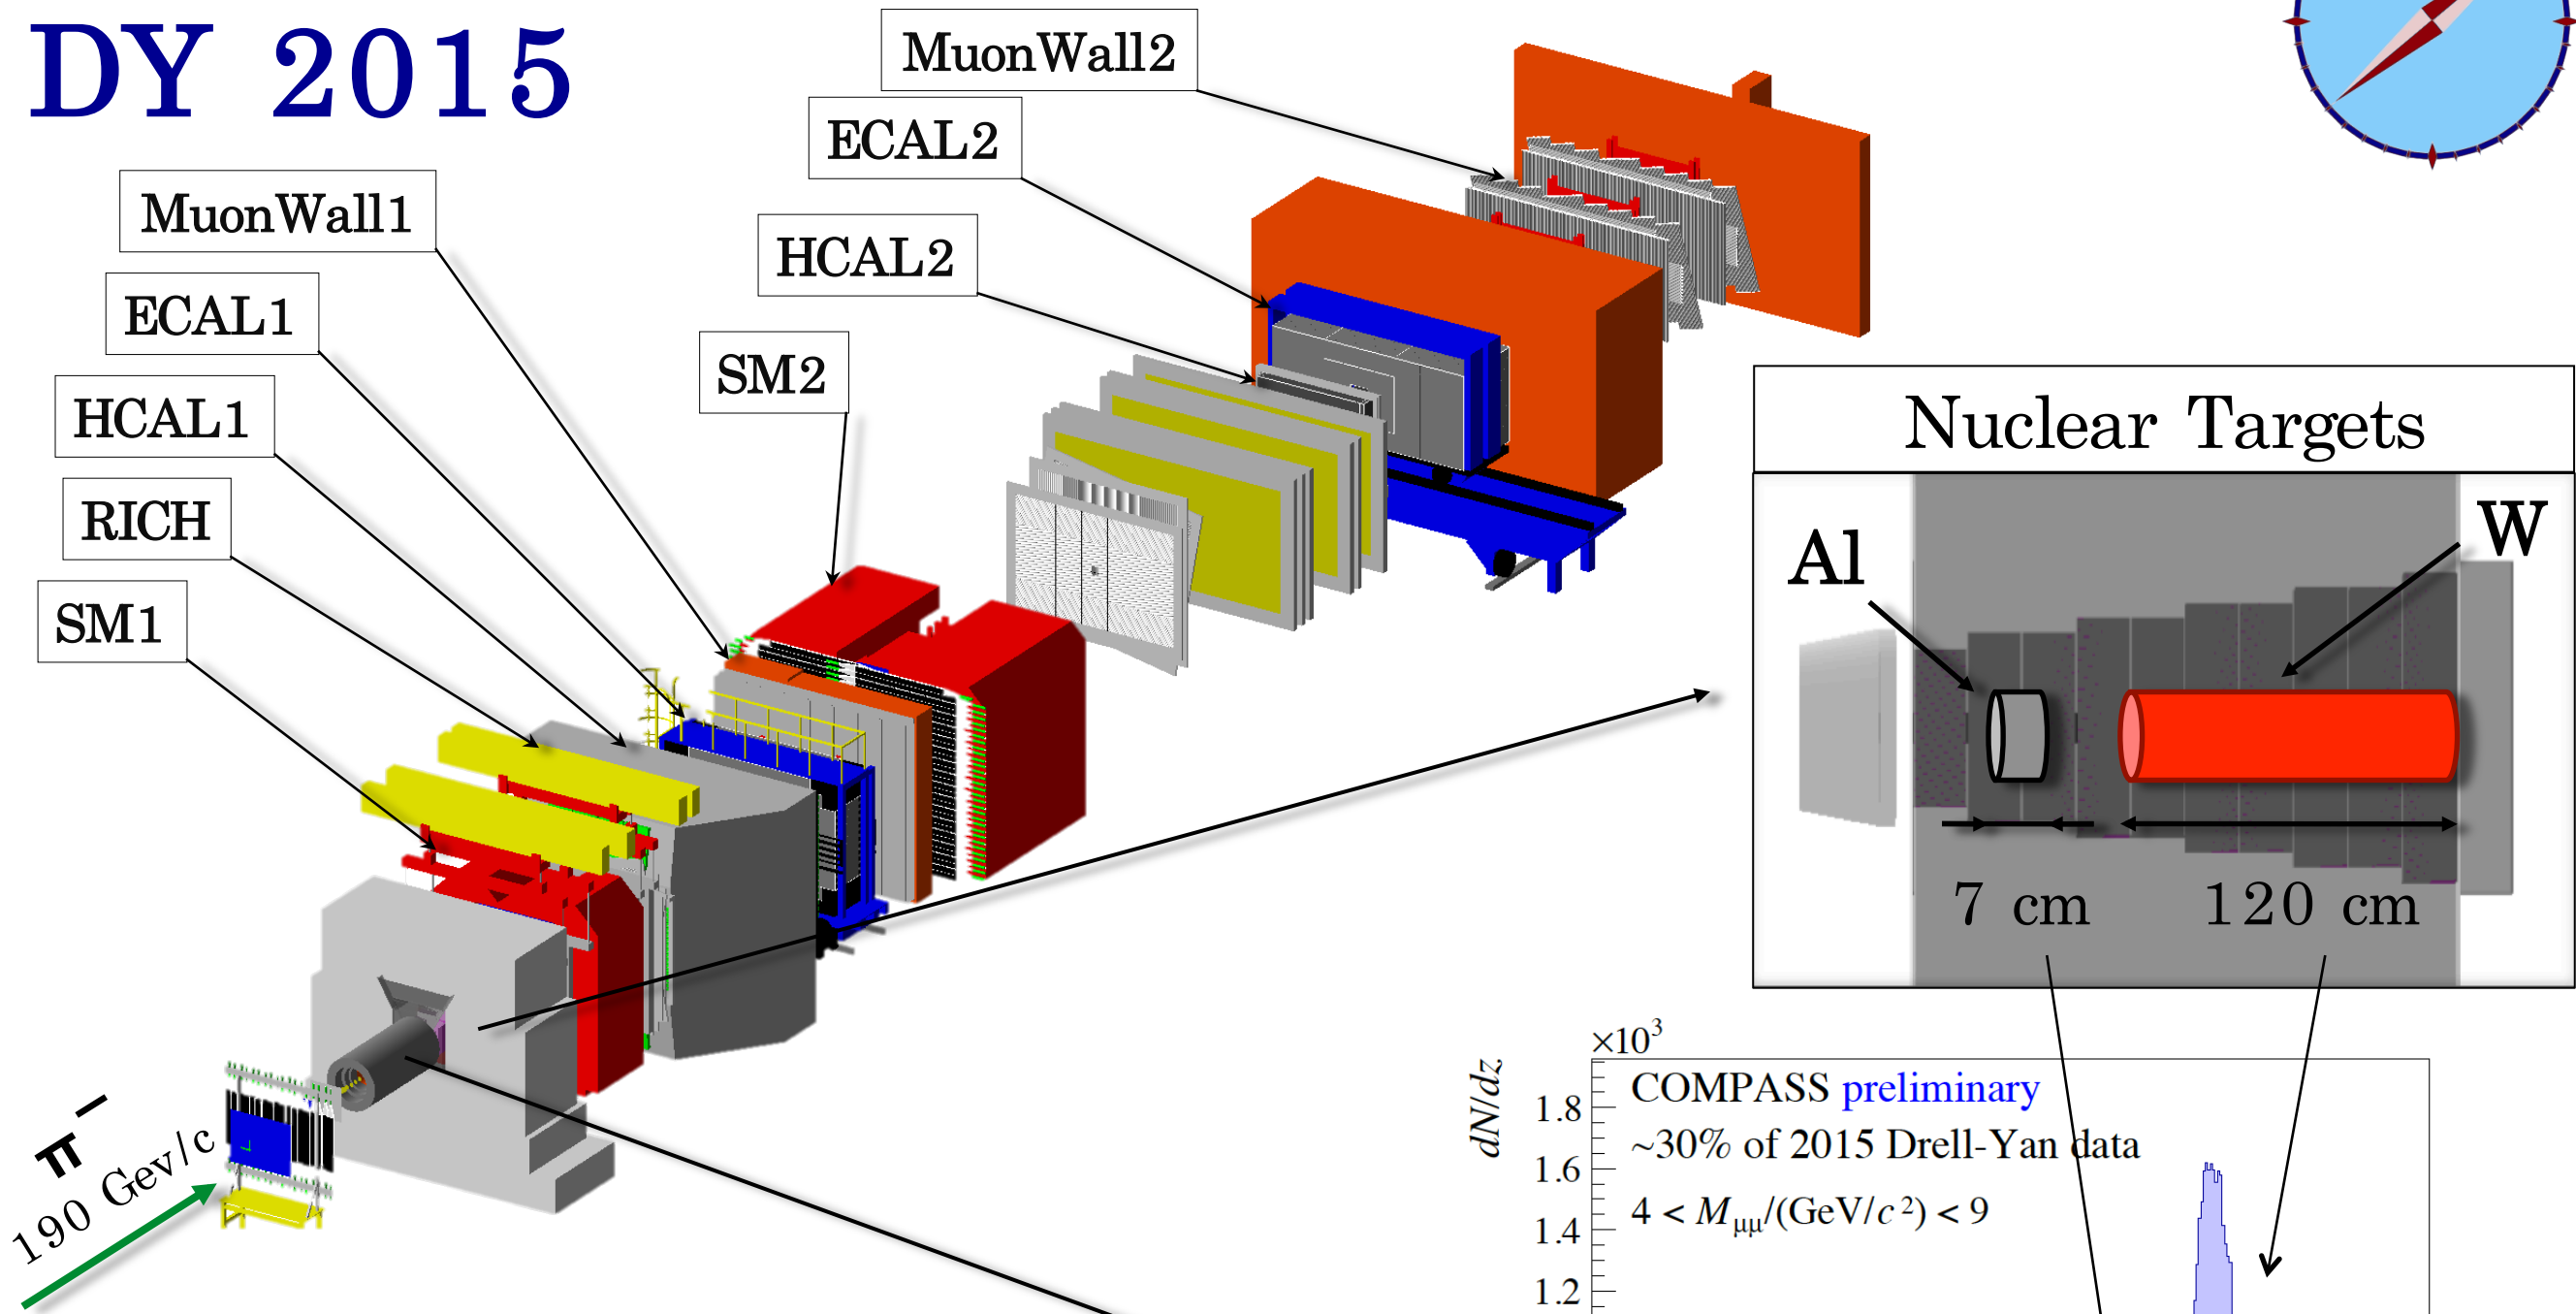 DY 2015
MuonWall2
ECAL2
MuonWall1
HCAL2
ECAL1
SM2
HCAL1
RICH
SM1
π⁻
190 Gev/c
Nuclear Targets
Al
W
7 cm
120 cm
×10³
dN/dz
COMPASS preliminary
~30% of 2015 Drell-Yan data
4 < Mμμ/(GeV/c²) < 9
1.8
1.6
1.4
1.2